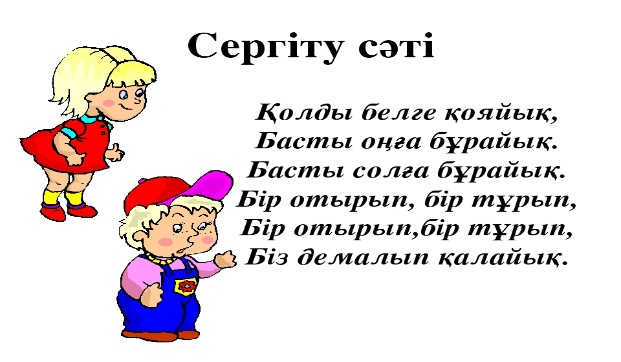 Сергіту сәті
Қолды белге қояйық,
Басты оңға бұрайық.
Басты солға бұрайық.
Бір отырып, бір тұрып,
Бір отырып,бір тұрып,
Біз демалып қалайық.